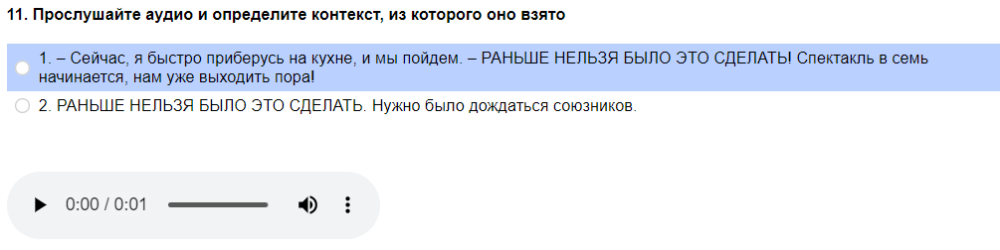 11. Прослушайте аудио и определите контекст, из которого оно взято
1. – Сейчас, я быстро приберусь на кухне, и мы пойдем. – РАНЬШЕ НЕЛЬЗЯ БЫЛО ЭТО СДЕЛАТЬ! Спектакль в семь
начинается, нам уже выходить пора!
2. РАНЬШЕ НЕЛЬЗЯ БЫЛО ЭТО СДЕЛАТЬ. Нужно было дождаться союзников.
0:00 / 0:01